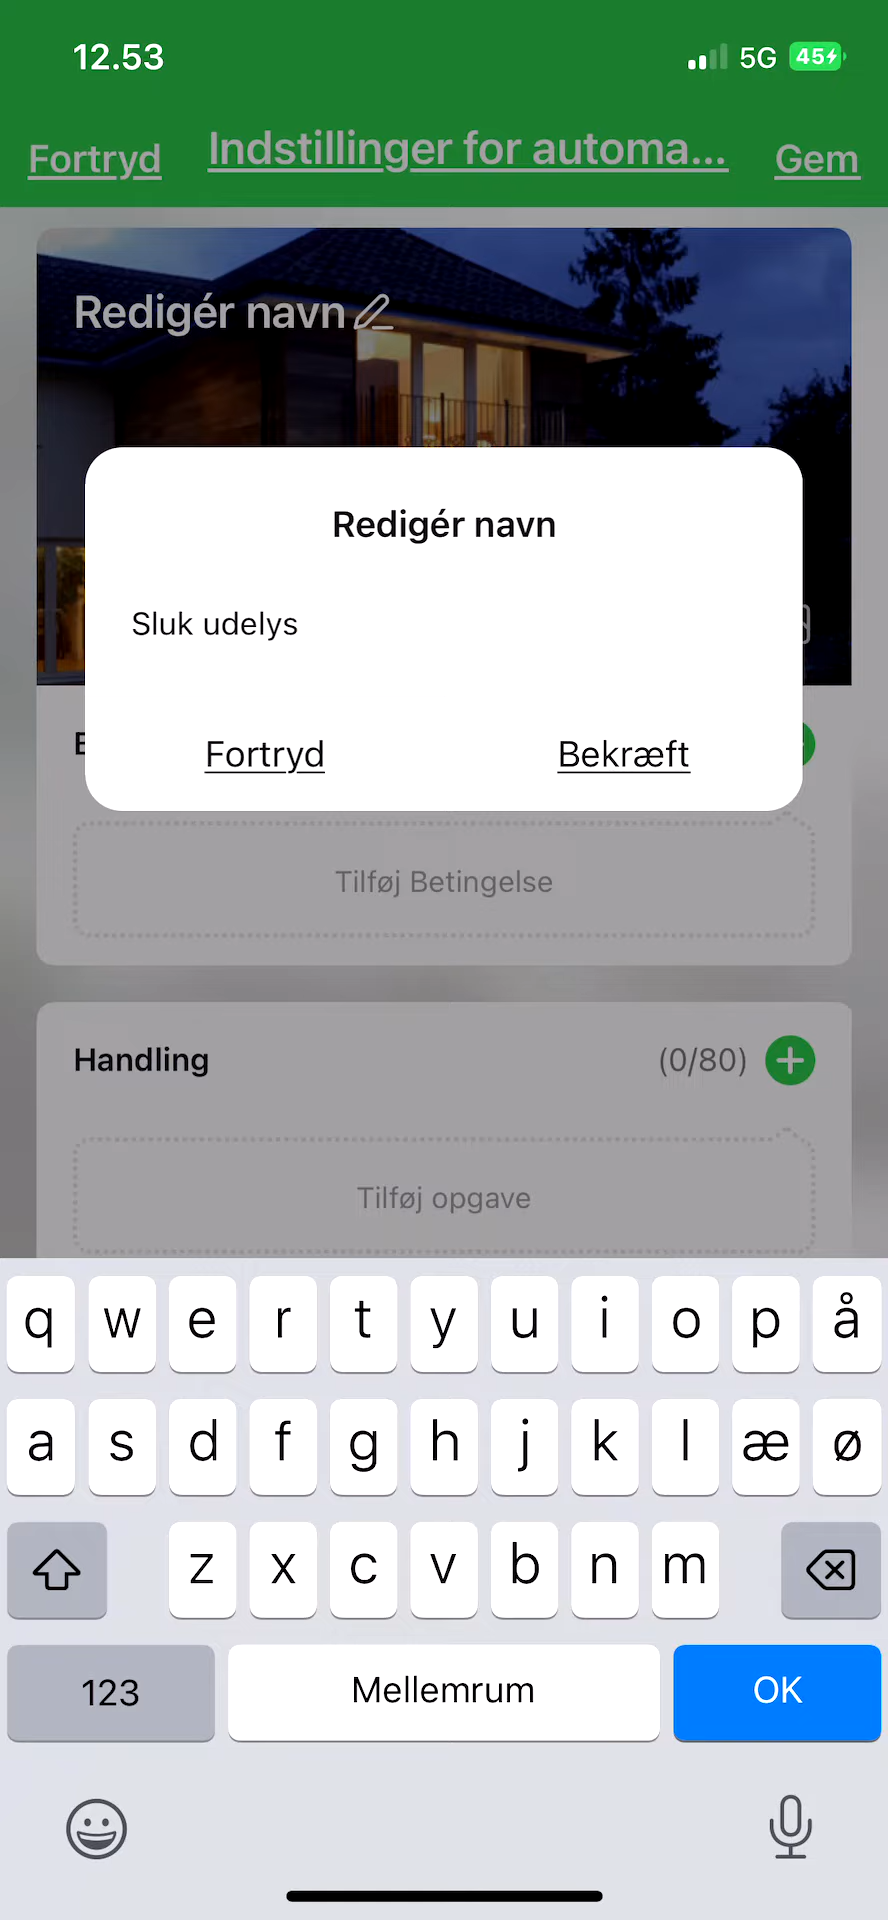 12.53
5G
45
Fortryd
Indstillinger for automa...
Gem
Redigér navn
Redigér navn
Sluk udelys
Fortryd
Bekræft
Tilføj Betingelse
Handling
(0/80)
Tilføj opgave
q w e r t y u i o p å
a s d f g h j k l æ ø
z x c v b n m
123
Mellemrum
OK